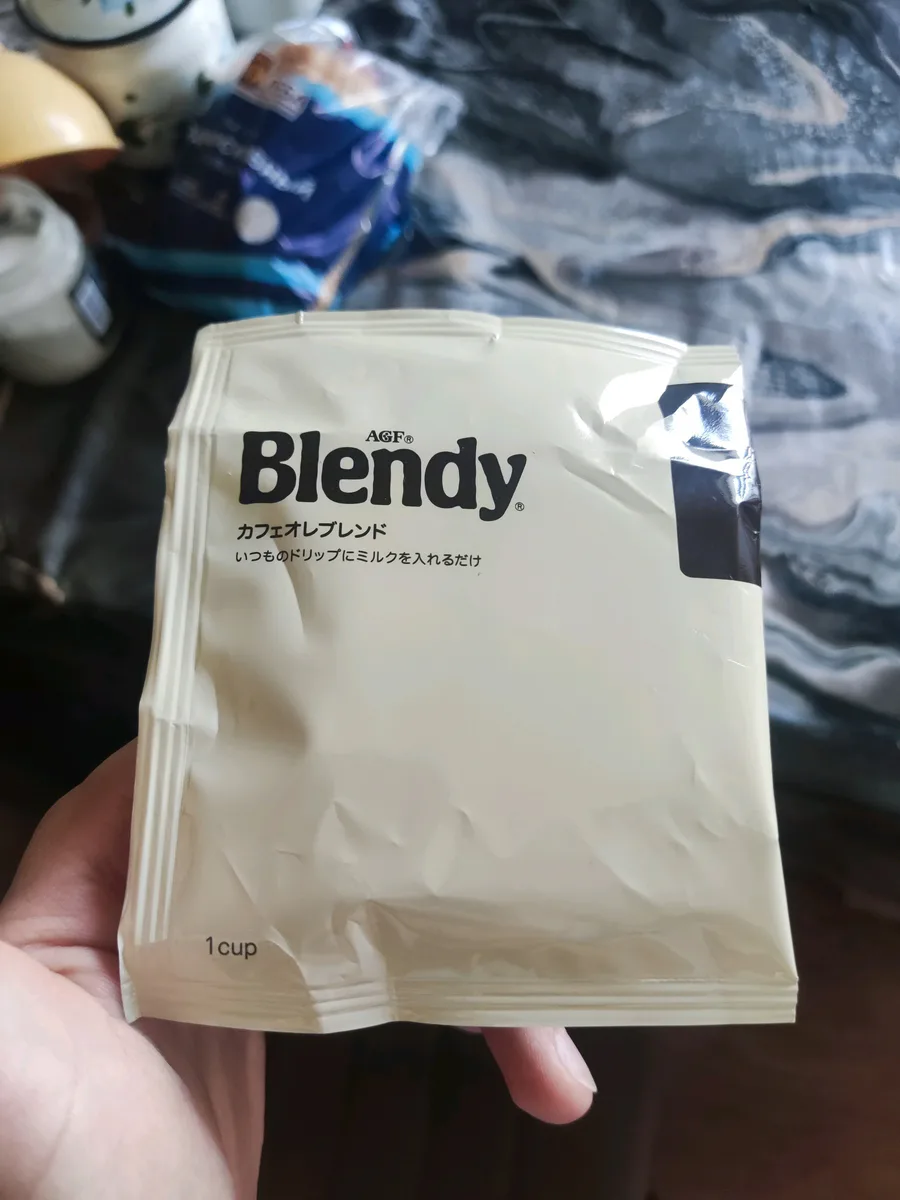 AGF®
Blendy®
カフェオレブレンド
いつものドリップにミルクを入れるだけ
1cup